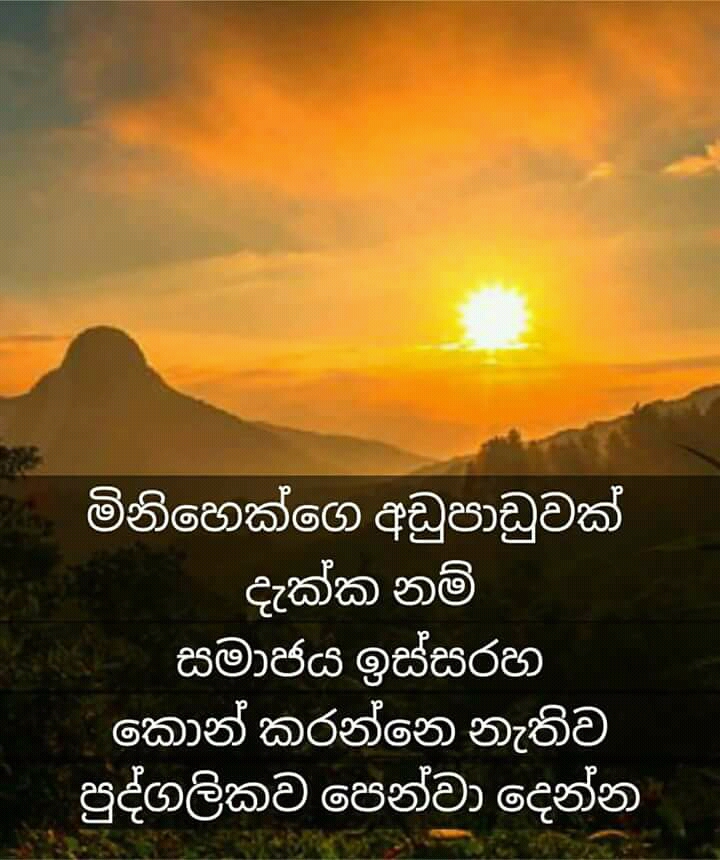 මිනිහෙක්ගෙ අඩුපාඩුවක්
දැක්ක නම්
සමාජය ඉස්සරහ
කොන් කරන්නෙ නැතිව
පුද්ගලිකව පෙන්වා දෙන්න